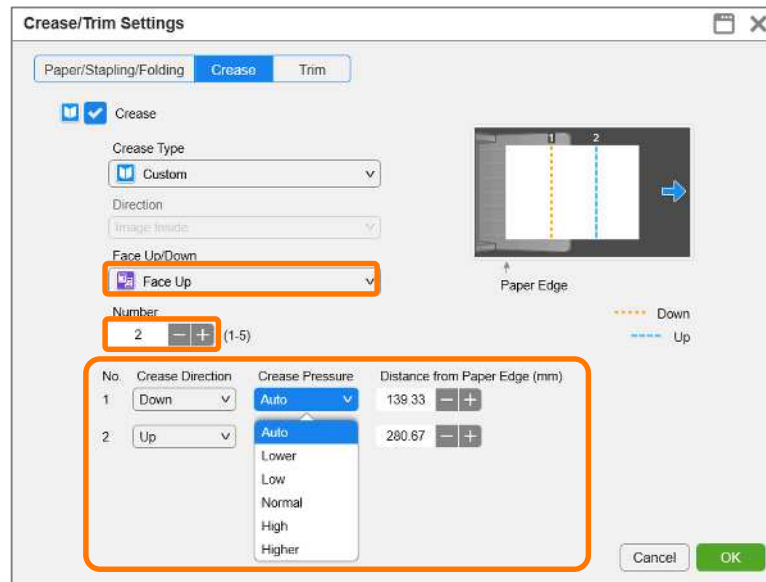 Crease/Trim Settings
Paper/Stapling/Folding Crease Trim
Crease
Crease Type
Custom
Direction
Image Inside
Face Up/Down
Face Up
Number
2 (1-5)
1 2
Paper Edge
Down
Up
No. Crease Direction Crease Pressure Distance from Paper Edge (mm)
1 Down Auto 139.33
2 Up Auto 280.67
Lower
Low
Normal
High
Higher
Cancel OK